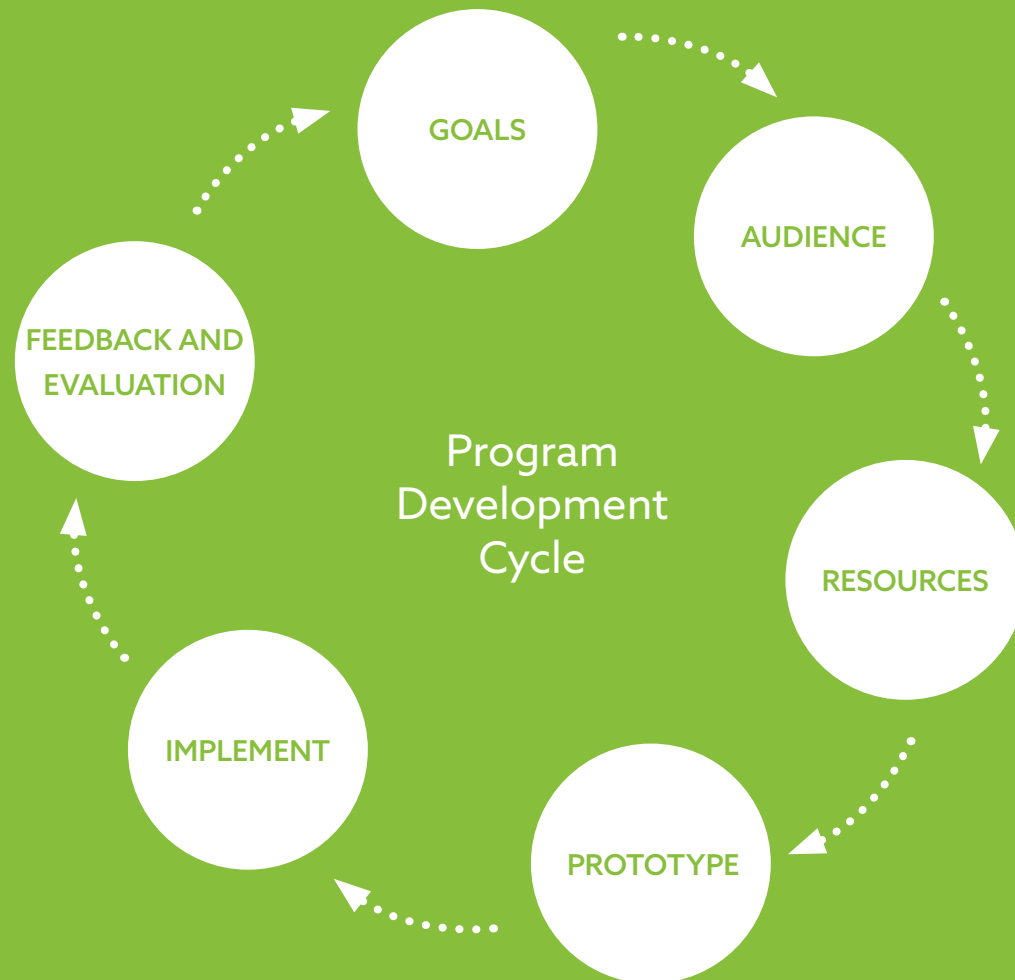 GOALS
AUDIENCE
FEEDBACK AND
EVALUATION
Program
Development
Cycle
RESOURCES
IMPLEMENT
PROTOTYPE